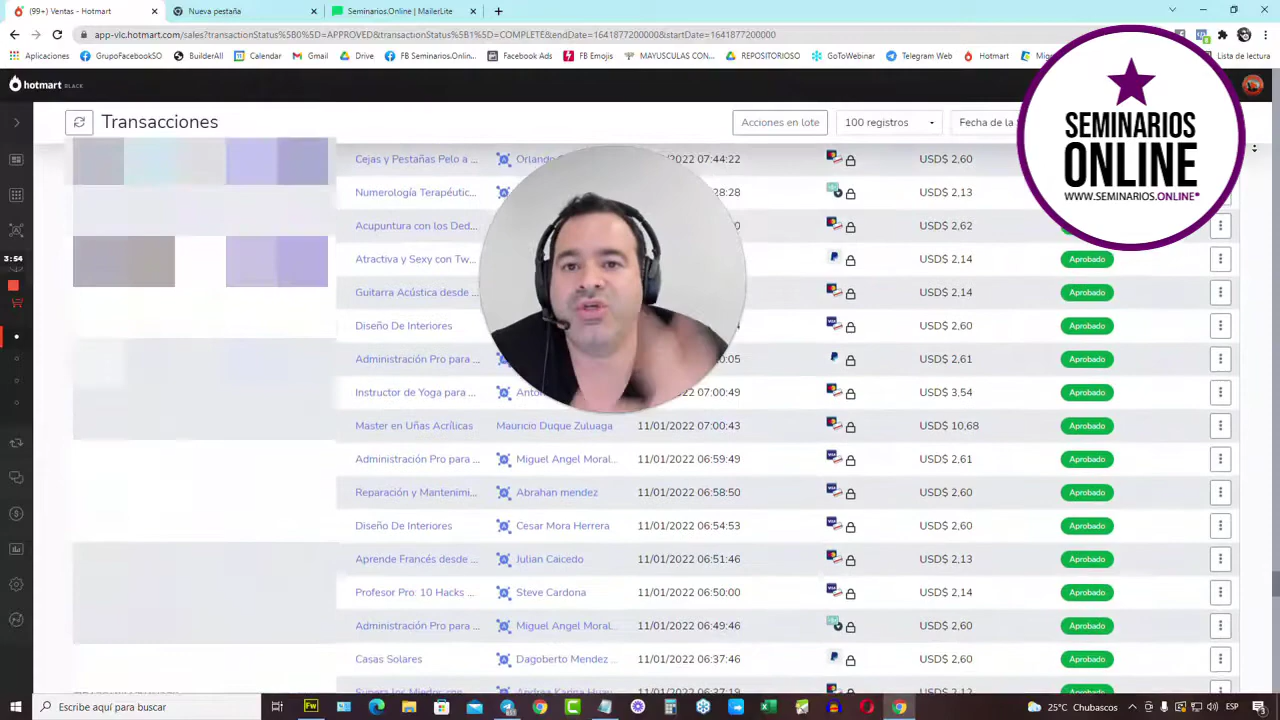 (99+) Ventas - Hotmart
Nueva pestaña
Seminarios.Online | MailerLite
app-vlc.hotmart.com/sales?transactionStatus%5B0%5D=APPROVED&transactionStatus%5B1%5D=COMPLETE&endDate=1641877200000&startDate=1641877200000
Aplicaciones
GrupoFacebookSO
BuilderAll
Calendar
Gmail
Drive
FB Seminarios.Onlin...
Facebook Ads
FB Emojis
MAYUSCULAS CON...
REPOSITORIO
GoToWebinar
Telegram Web
Hotmart
Lista de lectura
hotmart BLACK
Transacciones
Acciones en lote
100 registros
Fecha de la
SEMINARIOS
ONLINE
WWW.SEMINARIOS.ONLINE
Cejas y Pestañas Pelo a ...
07:44:22
USD$ 2,60
Numerología Terapéutic...
USD$ 2,13
Acupuntura con los Ded...
USD$ 2,62
3:54
Atractiva y Sexy con Tw...
USD$ 2,14
Aprobado
Guitarra Acústica desde ...
USD$ 2,14
Aprobado
Diseño De Interiores
USD$ 2,60
Aprobado
Administración Pro para ...
USD$ 2,61
Aprobado
Instructor de Yoga para ...
07:00:49
USD$ 3,54
Aprobado
Master en Uñas Acrílicas
Mauricio Duque Zuluaga
11/01/2022 07:00:43
Aprobado
Administración Pro para ...
Miguel Angel Moral...
11/01/2022 06:59:49
USD$ 2,61
Aprobado
Reparación y Mantenimi...
Abrahan mendez
11/01/2022 06:58:50
USD$ 2,60
Aprobado
Diseño De Interiores
Cesar Mora Herrera
11/01/2022 06:54:53
USD$ 2,60
Aprobado
Aprende Francés desde ...
Julian Caicedo
11/01/2022 06:51:46
USD$ 3,13
Aprobado
Profesor Pro: 10 Hacks ...
Steve Cardona
11/01/2022 06:50:00
USD$ 2,14
Aprobado
Administración Pro para ...
Miguel Angel Moral...
11/01/2022 06:49:46
USD$ 2,60
Aprobado
Casas Solares
Dagoberto Mendez ...
11/01/2022 06:37:46
USD$ 2,60
Aprobado
11/01/2022 06:37:19
USD$ 2,12
Aprobado
Escribe aquí para buscar
25°C Chubascos